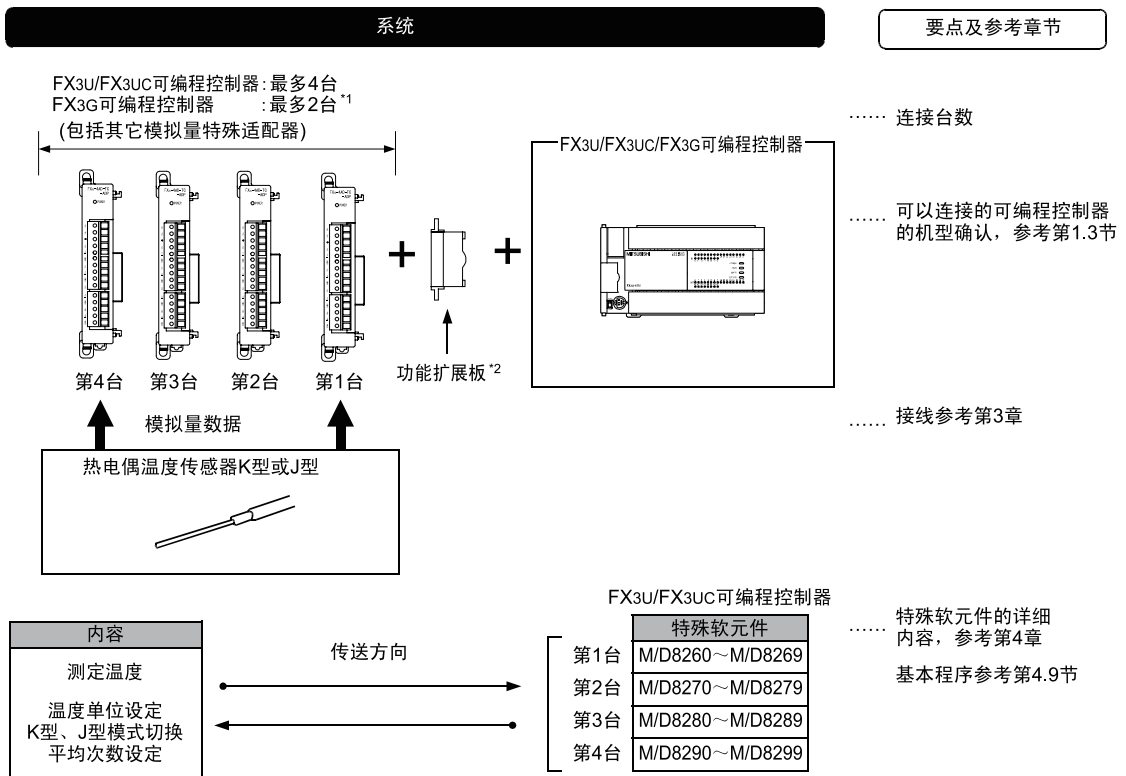 系统
要点及参考章节
FX3U/FX3UC可编程控制器:最多4台
FX3G可编程控制器 :最多2台*1
(包括其它模拟量特殊适配器)
…… 连接台数
FX3U/FX3UC/FX3G可编程控制器
…… 可以连接的可编程控制器
的机型确认，参考第1.3节
MITSUBISHI
功能扩展板*2
第4台 第3台 第2台 第1台
模拟量数据
…… 接线参考第3章
热电偶温度传感器K型或J型
FX3U/FX3UC可编程控制器
内容
测定温度
温度单位设定
K型、J型模式切换
平均次数设定
传送方向
特殊软元件
第1台 M/D8260～M/D8269
第2台 M/D8270～M/D8279
第3台 M/D8280～M/D8289
第4台 M/D8290～M/D8299
…… 特殊软元件的详细
内容，参考第4章
基本程序参考第4.9节